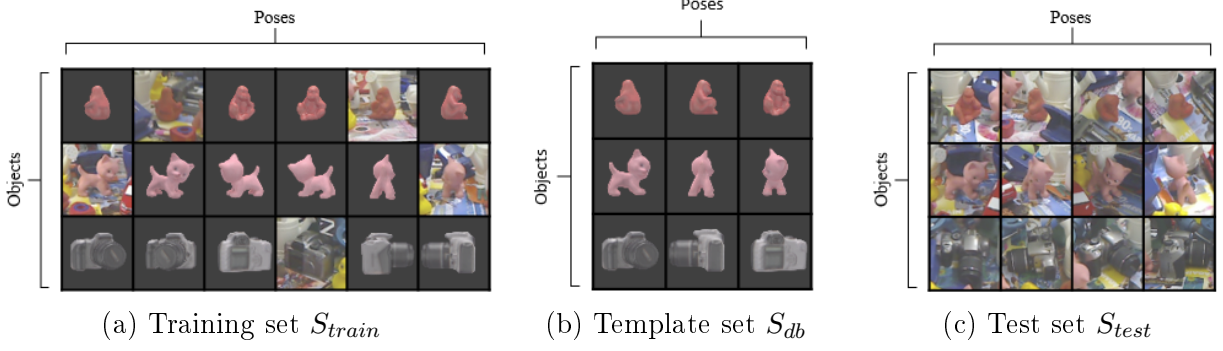 Poses
Objects
(a) Training set S_train
Poses
Objects
(b) Template set S_db
Poses
Objects
(c) Test set S_test